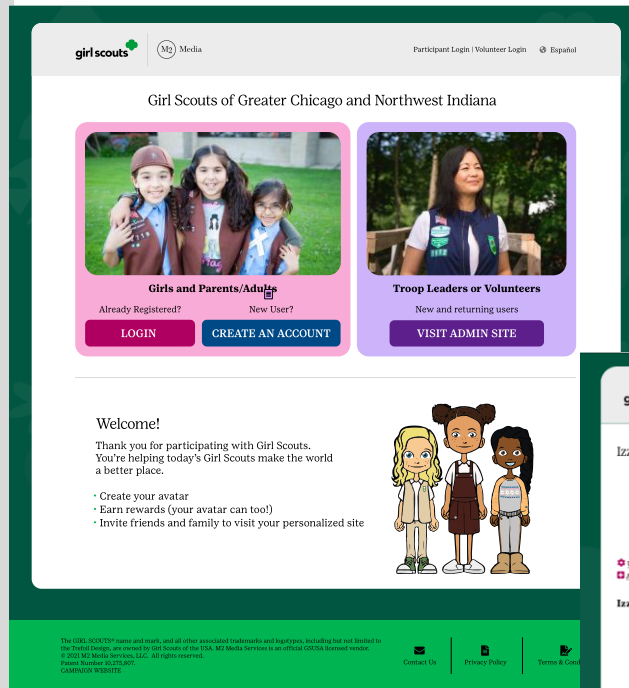 girl scouts
M2 Media
Participant Login | Volunteer Login
Español
Girl Scouts of Greater Chicago and Northwest Indiana
Girls and Parents/Adults
Already Registered?
New User?
LOGIN
CREATE AN ACCOUNT
Troop Leaders or Volunteers
New and returning users
VISIT ADMIN SITE
Welcome!
Thank you for participating with Girl Scouts.
You're helping today's Girl Scouts make the world
a better place.
· Create your avatar
· Earn rewards (your avatar can too!)
· Invite friends and family to visit your personalized site
The GIRL SCOUTS® name and mark, and all other associated trademarks and logotypes, including but not limited to
the Trefoil Design, are owned by Girl Scouts of the USA. M2 Media Services is an official GSUSA licensed vendor.
© 2021 M2 Media Services, LLC. All rights reserved.
Patent Number 10,275,807.
CAMPAIGN WEBSITE
Contact Us
Privacy Policy
Terms & Cond
g
Izz
Izz